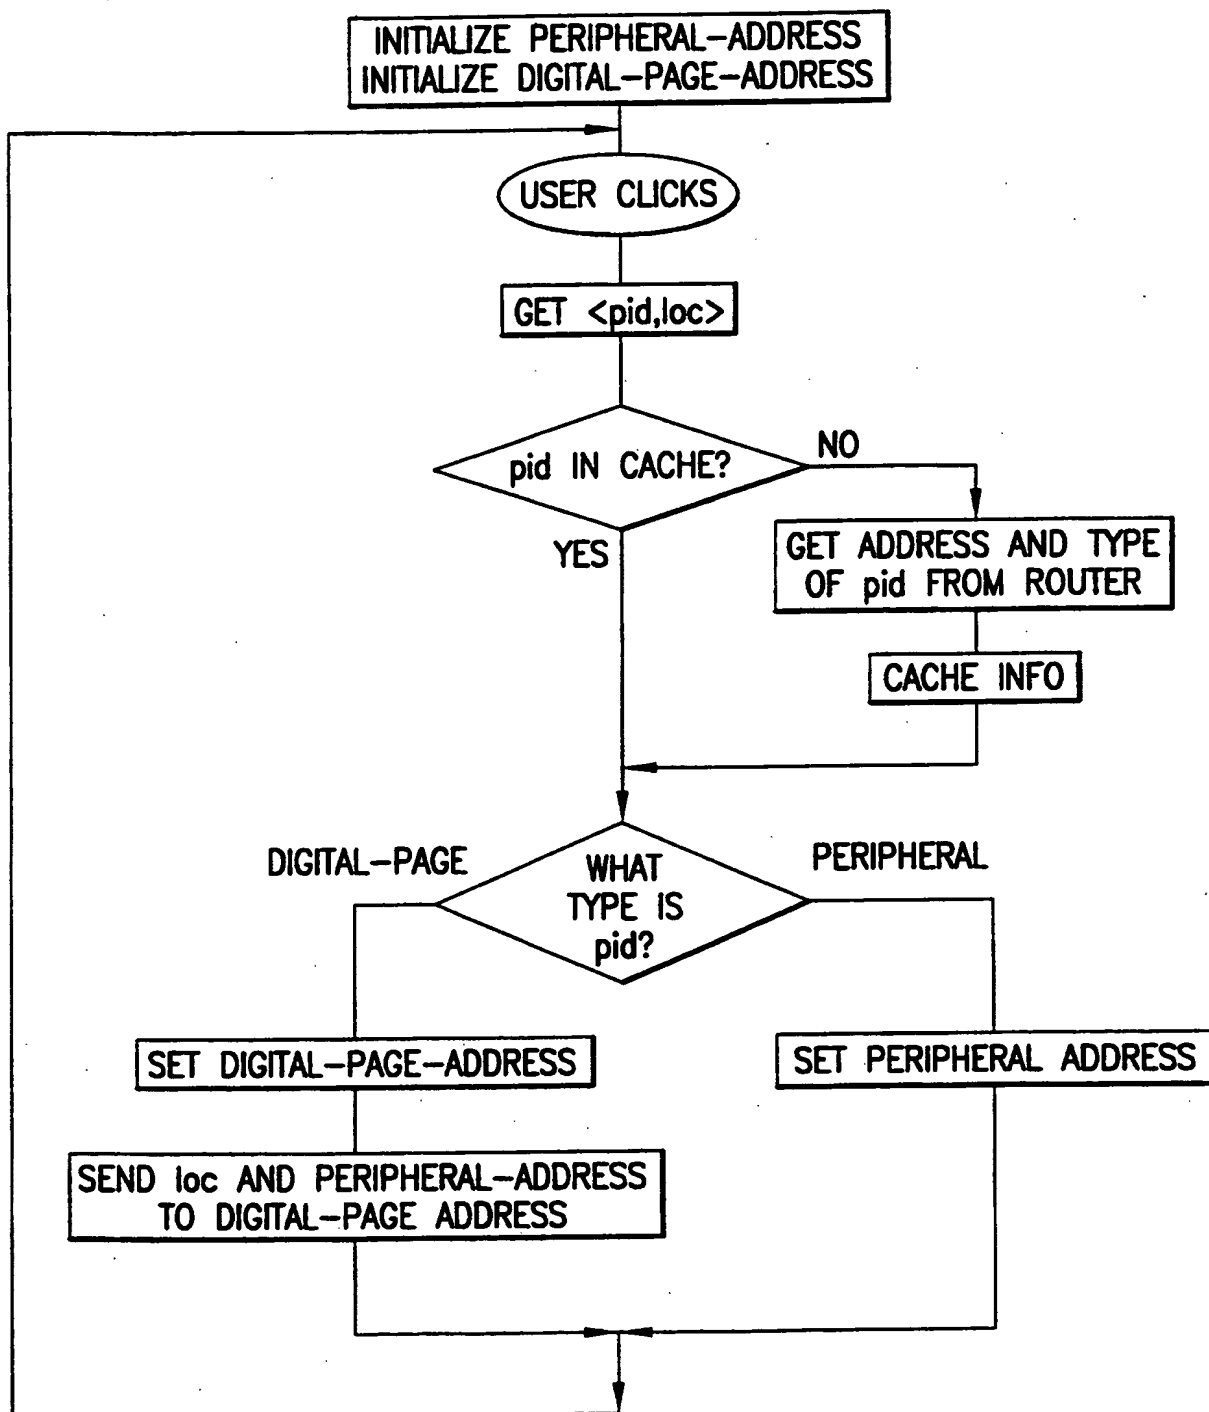 INITIALIZE PERIPHERAL-ADDRESS
INITIALIZE DIGITAL-PAGE-ADDRESS
USER CLICKS
GET <pid,loc>
pid IN CACHE?
NO
YES
GET ADDRESS AND TYPE
OF pid FROM ROUTER
CACHE INFO
DIGITAL-PAGE
WHAT
TYPE IS
pid?
PERIPHERAL
SET DIGITAL-PAGE-ADDRESS
SET PERIPHERAL ADDRESS
SEND loc AND PERIPHERAL-ADDRESS
TO DIGITAL-PAGE ADDRESS